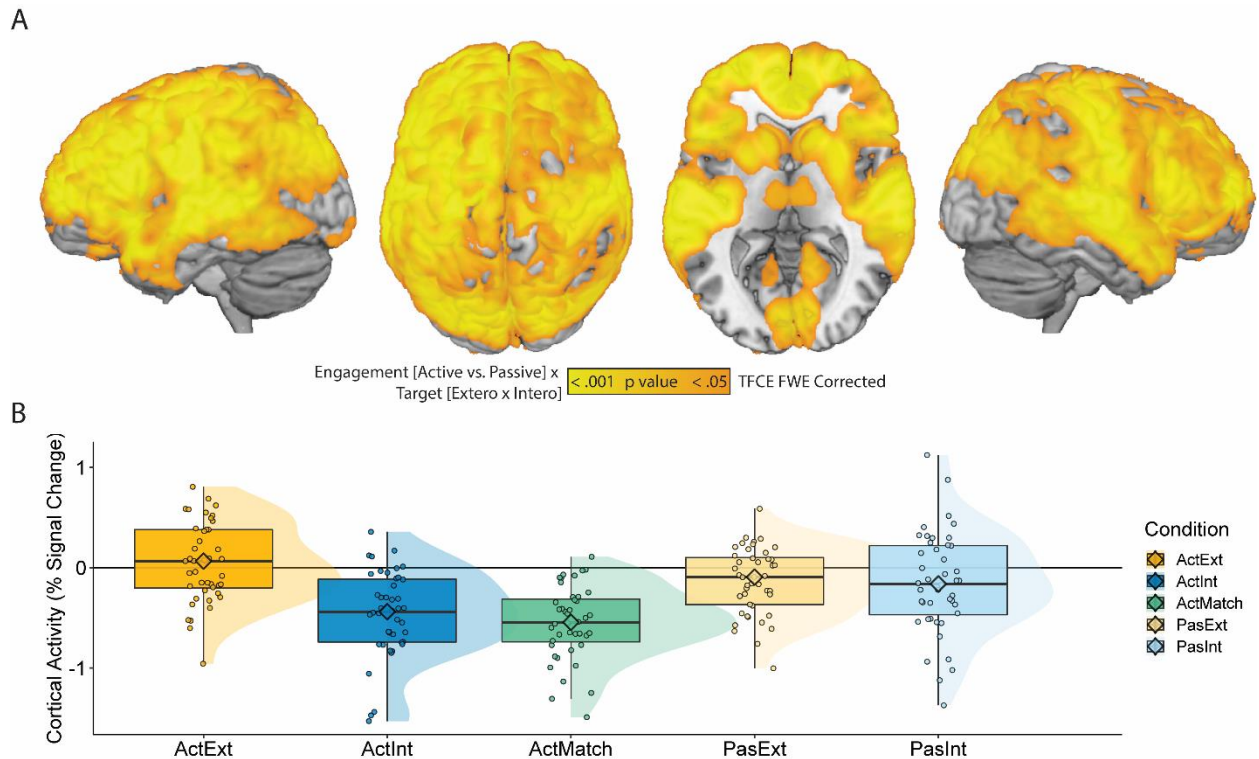 A
Engagement [Active vs. Passive] x
Target [Extero x Intero]
< .001 p value < .05
TFCE FWE Corrected
B
Cortical Activity (% Signal Change)
1
0
-1
ActExt
ActInt
ActMatch
PasExt
PasInt
Condition
ActExt
ActInt
ActMatch
PasExt
PasInt